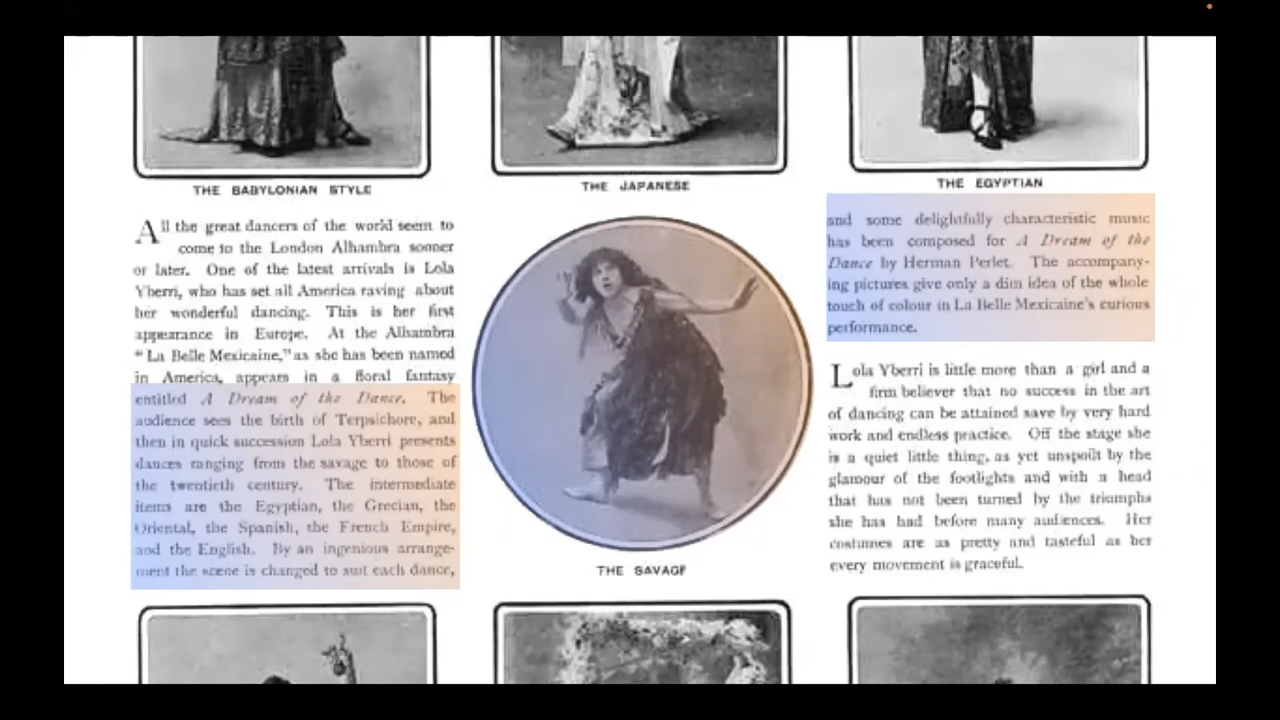 THE BABYLONIAN STYLE
THE JAPANESE
THE EGYPTIAN
All the great dancers of the world seem to
come to the London Alhambra sooner
or later. One of the latest arrivals is Lola
Yberri, who has set all America raving about
her wonderful dancing. This is her first
appearance in Europe. At the Alhambra
"La Belle Mexicaine," as she has been named
in America, appears in a floral fantasy
entitled A Dream of the Dance. The
audience sees the birth of Terpsichore, and
then in quick succession Lola Yberri presents
dances ranging from the savage to those of
the twentieth century. The intermediate
items are the Egyptian, the Grecian, the
Oriental, the Spanish, the French Empire,
and the English. By an ingenious arrange-
ment the scene is changed to suit each dance,
THE SAVAGE
and some delightfully characteristic music
has been composed for A Dream of the
Dance by Herman Perlet. The accompany-
ing pictures give only a dim idea of the whole
touch of colour in La Belle Mexicaine's curious
performance.
Lola Yberri is little more than a girl and a
firm believer that no success in the art
of dancing can be attained save by very hard
work and endless practice. Off the stage she
is a quiet little thing, as yet unspoilt by the
glamour of the footlights and with a head
that has not been turned by the triumphs
she has had before many audiences. Her
costumes are as pretty and tasteful as her
every movement is graceful.